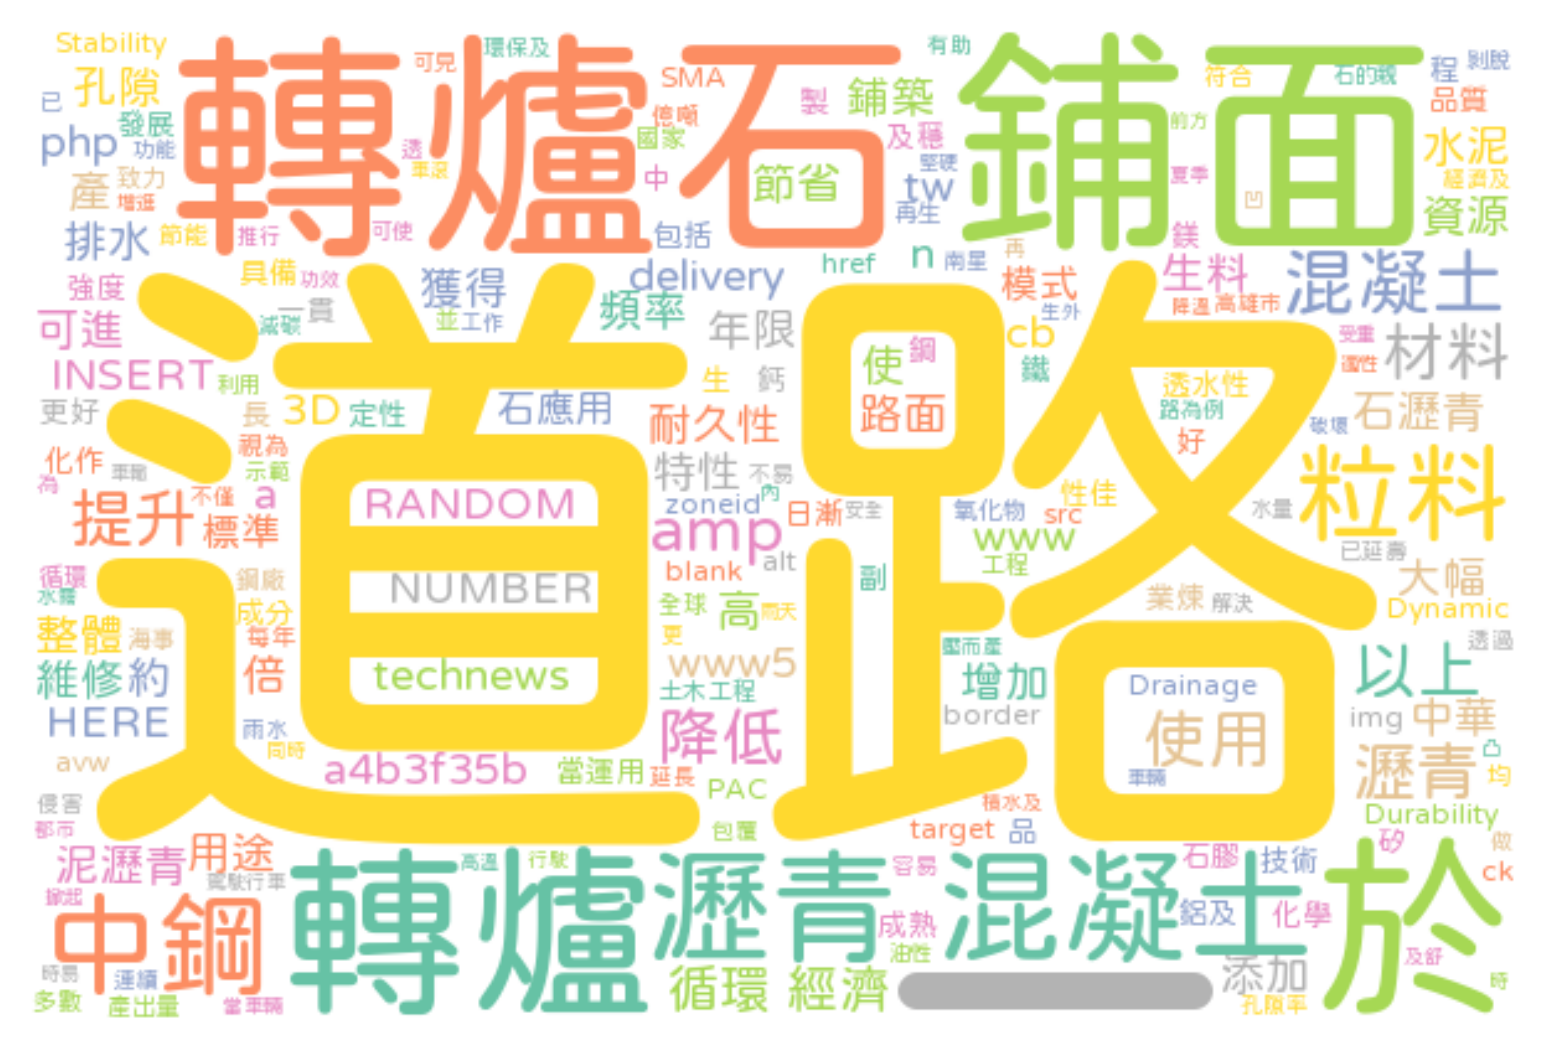 Stability
可見
環保及
有助
孔隙
轉爐石
SMA
鋪面
符合
石的親
程
剝脫
已
發展
製
鋪築
品質
php
功能
透
國家
及穩
前方
水泥
產
致力
車滾
中
節省
堅硬
tw
夏季
經濟及
增進
再生
凹
資源
排水
節能
推行
可使
包括
鎂
強度
具備
功效
獲得
delivery
href
n
南星
再
模式
生料
混凝土
可進
減碳
一貫
並
工作
頻率
年限
cb
生外
降溫
高雄市
受重
材料
INSERT
利用
生
鈣
使
鋼
鐵
透水性
更好
長
3D
定性
石應用
耐久性
路面
路為例
石瀝青
破壞
道路
化作
視為
示範
特性
不易
好
粒料
為
車轍
zoneid
內
性佳
提升
不僅
標準
a
RANDOM
amp
日漸
安全
氧化物
src
www
水量
已延壽
循環
鋼廠
NUMBER
blank
alt
副
工程
大幅
水霧
成分
全球
高
雨天
業煉
解決
Dynamic
整體
海事
每年
更
壓而產
透過
維修
約
倍
technews
www5
增加
Drainage
以上
HERE
雨水
土木工程
降低
border
使用
img
中華
avw
同時
a4b3f35b
當運用
延長
車輛
瀝青
凸
均
侵害
PAC
積水及
Durability
都市
包覆
target
品
矽
做
泥瀝青
用途
高溫
行駛
容易
石膠
技術
ck
掀起
駕駛行車
中鋼
轉爐
瀝青
混凝土
於
成熟
鋁及
化學
油性
及舒
時易
連續
循環
經濟
添加
時
多數
產出量
當車輛
孔隙率